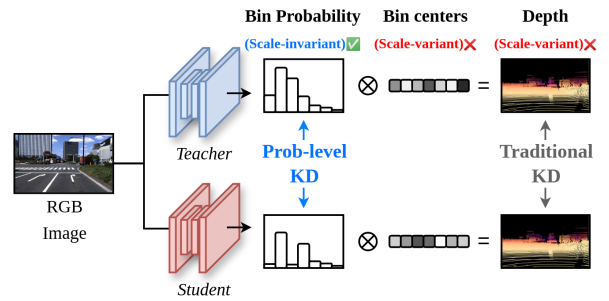 Bin Probability
Bin centers
Depth
(Scale-invariant)✅
(Scale-variant)❌
(Scale-variant)❌
⊗
=
Teacher
Prob-level
KD
Traditional
KD
RGB
Image
⊗
=
Student